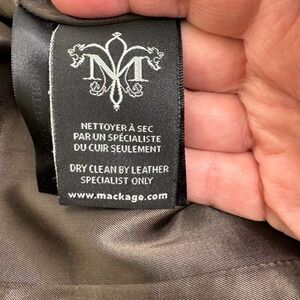 M
NETTOYER À SEC
PAR UN SPÉCIALISTE
DU CUIR SEULEMENT
DRY CLEAN BY LEATHER
SPECIALIST ONLY
www.mackage.com